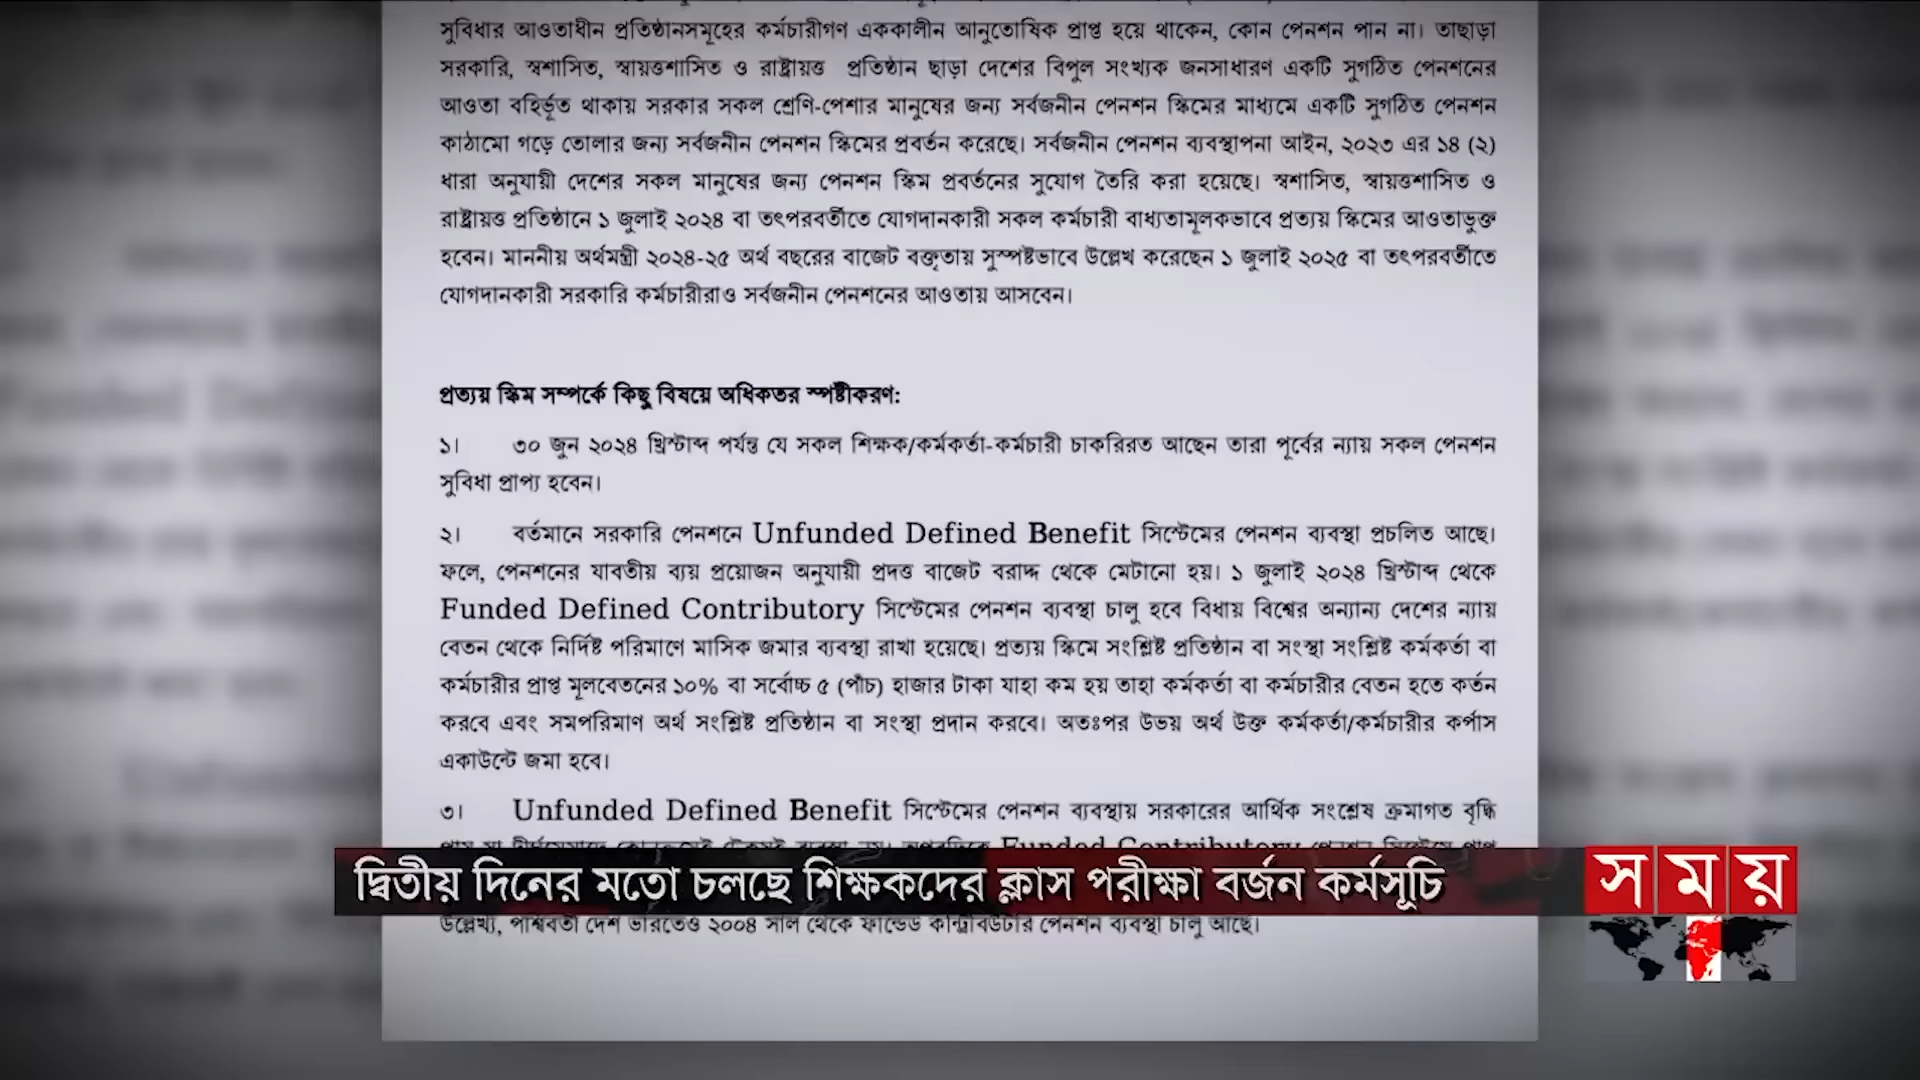 সুবিধার আওতাধীন প্রতিষ্ঠানসমূহের কর্মচারীগণ এককালীন আনুতোষিক প্রাপ্ত হয়ে থাকেন, কোন পেনশন পান না। তাছাড়া
সরকারি, স্বশাসিত, স্বায়ত্তশাসিত ও রাষ্ট্রায়ত্ত প্রতিষ্ঠান ছাড়া দেশের বিপুল সংখ্যক জনসাধারণ একটি সুগঠিত পেনশনের
আওতা বহির্ভূত থাকায় সরকার সকল শ্রেণি-পেশার মানুষের জন্য সর্বজনীন পেনশন স্কিমের মাধ্যমে একটি সুগঠিত পেনশন
কাঠামো গড়ে তোলার জন্য সর্বজনীন পেনশন স্কিমের প্রবর্তন করেছে। সর্বজনীন পেনশন ব্যবস্থাপনা আইন, ২০২৩ এর ১৪ (২)
ধারা অনুযায়ী দেশের সকল মানুষের জন্য পেনশন স্কিম প্রবর্তনের সুযোগ তৈরি করা হয়েছে। স্বশাসিত, স্বায়ত্তশাসিত ও
রাষ্ট্রায়ত্ত প্রতিষ্ঠানে ১ জুলাই ২০২৪ বা তৎপরবর্তীতে যোগদানকারী সকল কর্মচারী বাধ্যতামূলকভাবে প্রত্যয় স্কিমের আওতাভুক্ত
হবেন। মাননীয় অর্থমন্ত্রী ২০২৪-২৫ অর্থ বছরের বাজেট বক্তৃতায় সুস্পষ্টভাবে উল্লেখ করেছেন ১ জুলাই ২০২৫ বা তৎপরবর্তীতে
যোগদানকারী সরকারি কর্মচারীরাও সর্বজনীন পেনশনের আওতায় আসবেন।
প্রত্যয় স্কিম সম্পর্কে কিছু বিষয়ে অধিকতর স্পষ্টীকরণ:
১। ৩০ জুন ২০২৪ খ্রিস্টাব্দ পর্যন্ত যে সকল শিক্ষক/কর্মকর্তা-কর্মচারী চাকরিরত আছেন তারা পূর্বের ন্যায় সকল পেনশন
সুবিধা প্রাপ্য হবেন।
২। বর্তমানে সরকারি পেনশনে Unfunded Defined Benefit সিস্টেমের পেনশন ব্যবস্থা প্রচলিত আছে।
ফলে, পেনশনের যাবতীয় ব্যয় প্রয়োজন অনুযায়ী প্রদত্ত বাজেট বরাদ্দ থেকে মেটানো হয়। ১ জুলাই ২০২৪ খ্রিস্টাব্দ থেকে
Funded Defined Contributory সিস্টেমের পেনশন ব্যবস্থা চালু হবে বিধায় বিশ্বের অন্যান্য দেশের ন্যায়
বেতন থেকে নির্দিষ্ট পরিমাণে মাসিক জমার ব্যবস্থা রাখা হয়েছে। প্রত্যয় স্কিমে সংশ্লিষ্ট প্রতিষ্ঠান বা সংস্থা সংশ্লিষ্ট কর্মকর্তা বা
কর্মচারীর প্রাপ্ত মূলবেতনের ১০% বা সর্বোচ্চ ৫ (পাঁচ) হাজার টাকা যাহা কম হয় তাহা কর্মকর্তা বা কর্মচারীর বেতন হতে কর্তন
করবে এবং সমপরিমাণ অর্থ সংশ্লিষ্ট প্রতিষ্ঠান বা সংস্থা প্রদান করবে। অতঃপর উভয় অর্থ উক্ত কর্মকর্তা/কর্মচারীর কর্পাস
একাউন্টে জমা হবে।
৩। Unfunded Defined Benefit সিস্টেমের পেনশন ব্যবস্থায় সরকারের আর্থিক সংশ্লেষ ক্রমাগত বৃদ্ধি
Funded Contributory পেনশন সিস্টেমে প্রাপ্ত
দ্বিতীয় দিনের মতো চলছে শিক্ষকদের ক্লাস পরীক্ষা বর্জন কর্মসূচি
সময়
উল্লেখ্য, পার্শ্ববর্তী দেশ ভারতেও ২০০৪ সাল থেকে ফান্ডেড কন্ট্রিবিউটরি পেনশন ব্যবস্থা চালু আছে।